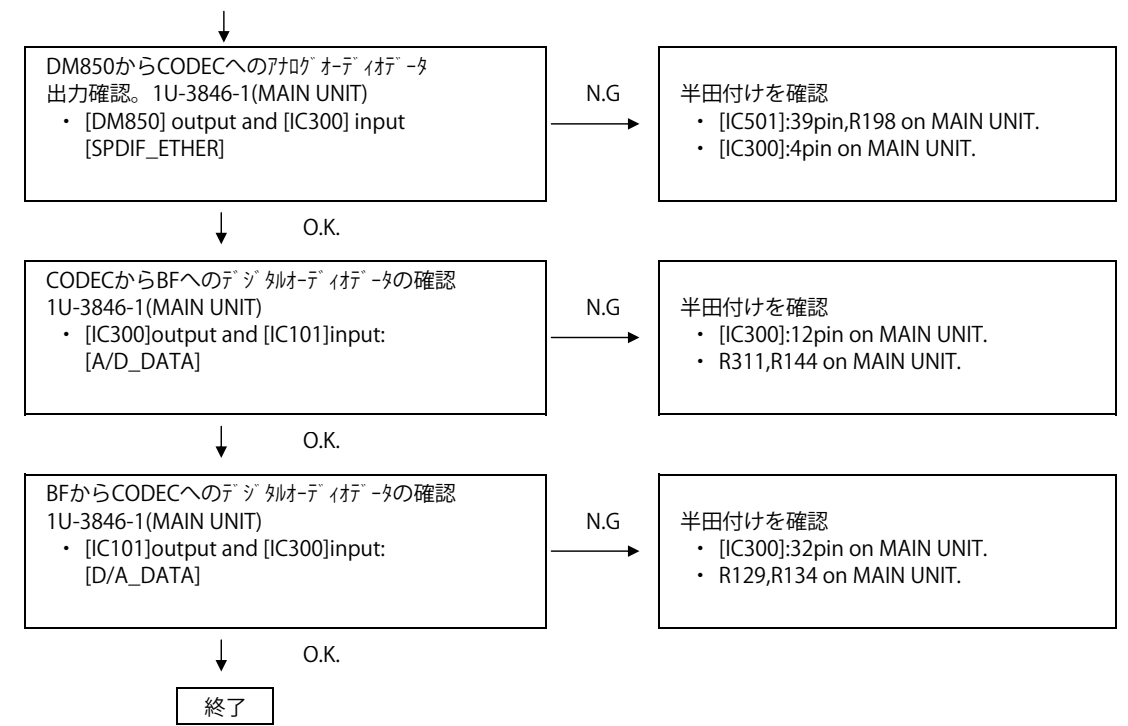 DM850からCODECへのｱﾅﾛｸﾞｵｰﾃﾞｨｵﾃﾞｰﾀ
出力確認。1U-3846-1(MAIN UNIT)
・ [DM850] output and [IC300] input
[SPDIF_ETHER]
N.G
半田付けを確認
・ [IC501]:39pin,R198 on MAIN UNIT.
・ [IC300]:4pin on MAIN UNIT.
O.K.
CODECからBFへのﾃﾞｼﾞﾀﾙｵｰﾃﾞｨｵﾃﾞｰﾀの確認
1U-3846-1(MAIN UNIT)
・ [IC300]output and [IC101]input:
[A/D_DATA]
N.G
半田付けを確認
・ [IC300]:12pin on MAIN UNIT.
・ R311,R144 on MAIN UNIT.
O.K.
BFからCODECへのﾃﾞｼﾞﾀﾙｵｰﾃﾞｨｵﾃﾞｰﾀの確認
1U-3846-1(MAIN UNIT)
・ [IC101]output and [IC300]input:
[D/A_DATA]
N.G
半田付けを確認
・ [IC300]:32pin on MAIN UNIT.
・ R129,R134 on MAIN UNIT.
O.K.
終了